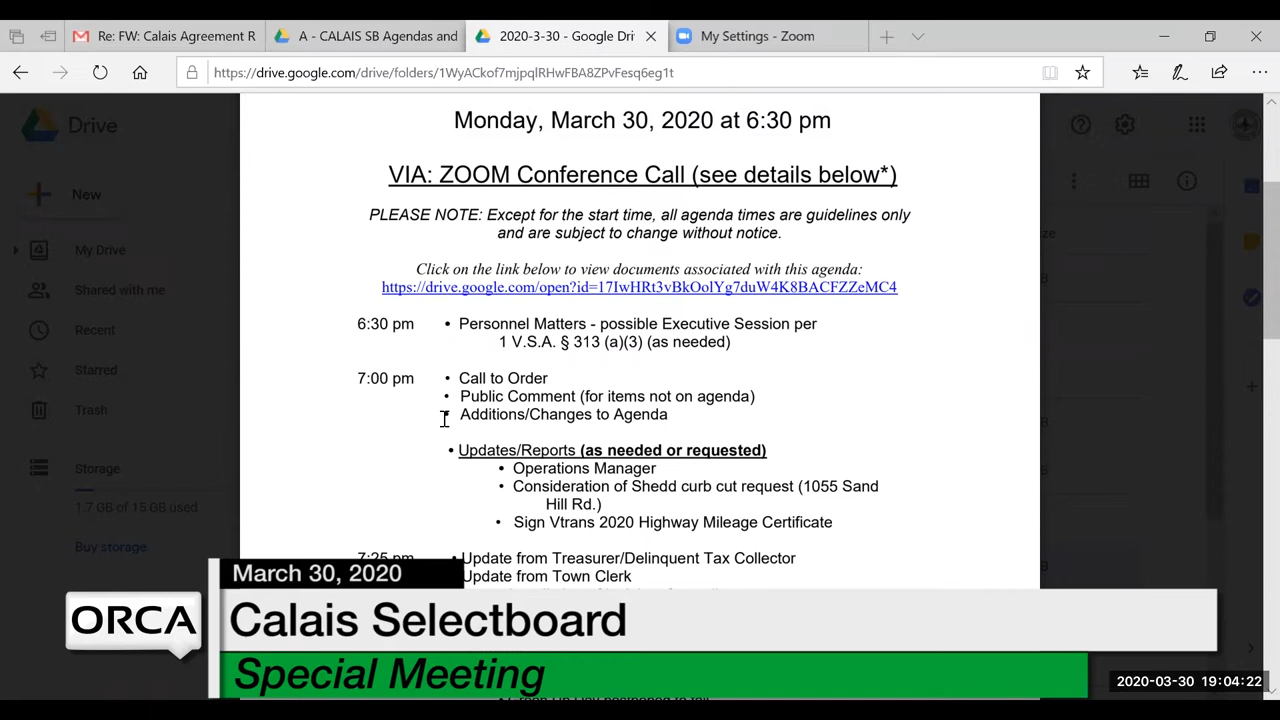 Re: FW: Calais Agreement R
A - CALAIS SB Agendas and
2020-3-30 - Google Dri
My Settings - Zoom
https://drive.google.com/drive/folders/1WyACkof7mjpqlRHwFBA8ZPvFesq6eg1t
Drive
Monday, March 30, 2020 at 6:30 pm
VIA: ZOOM Conference Call (see details below*)
New
PLEASE NOTE: Except for the start time, all agenda times are guidelines only
and are subject to change without notice.
My Drive
Click on the link below to view documents associated with this agenda:
https://drive.google.com/open?id=17IwHRt3vBkOolYg7duW4K8BACFZZeMC4
Shared with me
6:30 pm • Personnel Matters - possible Executive Session per
1 V.S.A. § 313 (a)(3) (as needed)
Recent
Starred
7:00 pm • Call to Order
• Public Comment (for items not on agenda)
• Additions/Changes to Agenda
Trash
• Updates/Reports (as needed or requested)
• Operations Manager
Storage
• Consideration of Shedd curb cut request (1055 Sand
Hill Rd.)
1.7 GB of 15 GB used
• Sign Vtrans 2020 Highway Mileage Certificate
Buy storage
7:25 pm • Update from Treasurer/Delinquent Tax Collector
Update from Town Clerk
March 30, 2020
ORCA
Calais Selectboard
Special Meeting
2020-03-30 19:04:22